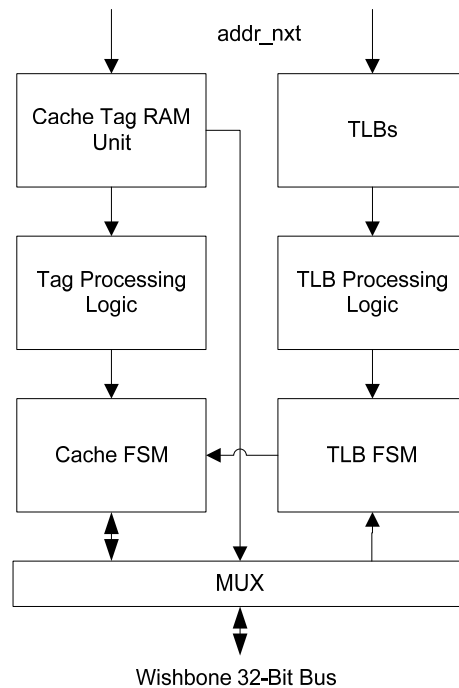 addr_nxt
Cache Tag RAM
Unit
TLBs
Tag Processing
Logic
TLB Processing
Logic
Cache FSM
TLB FSM
MUX
Wishbone 32-Bit Bus